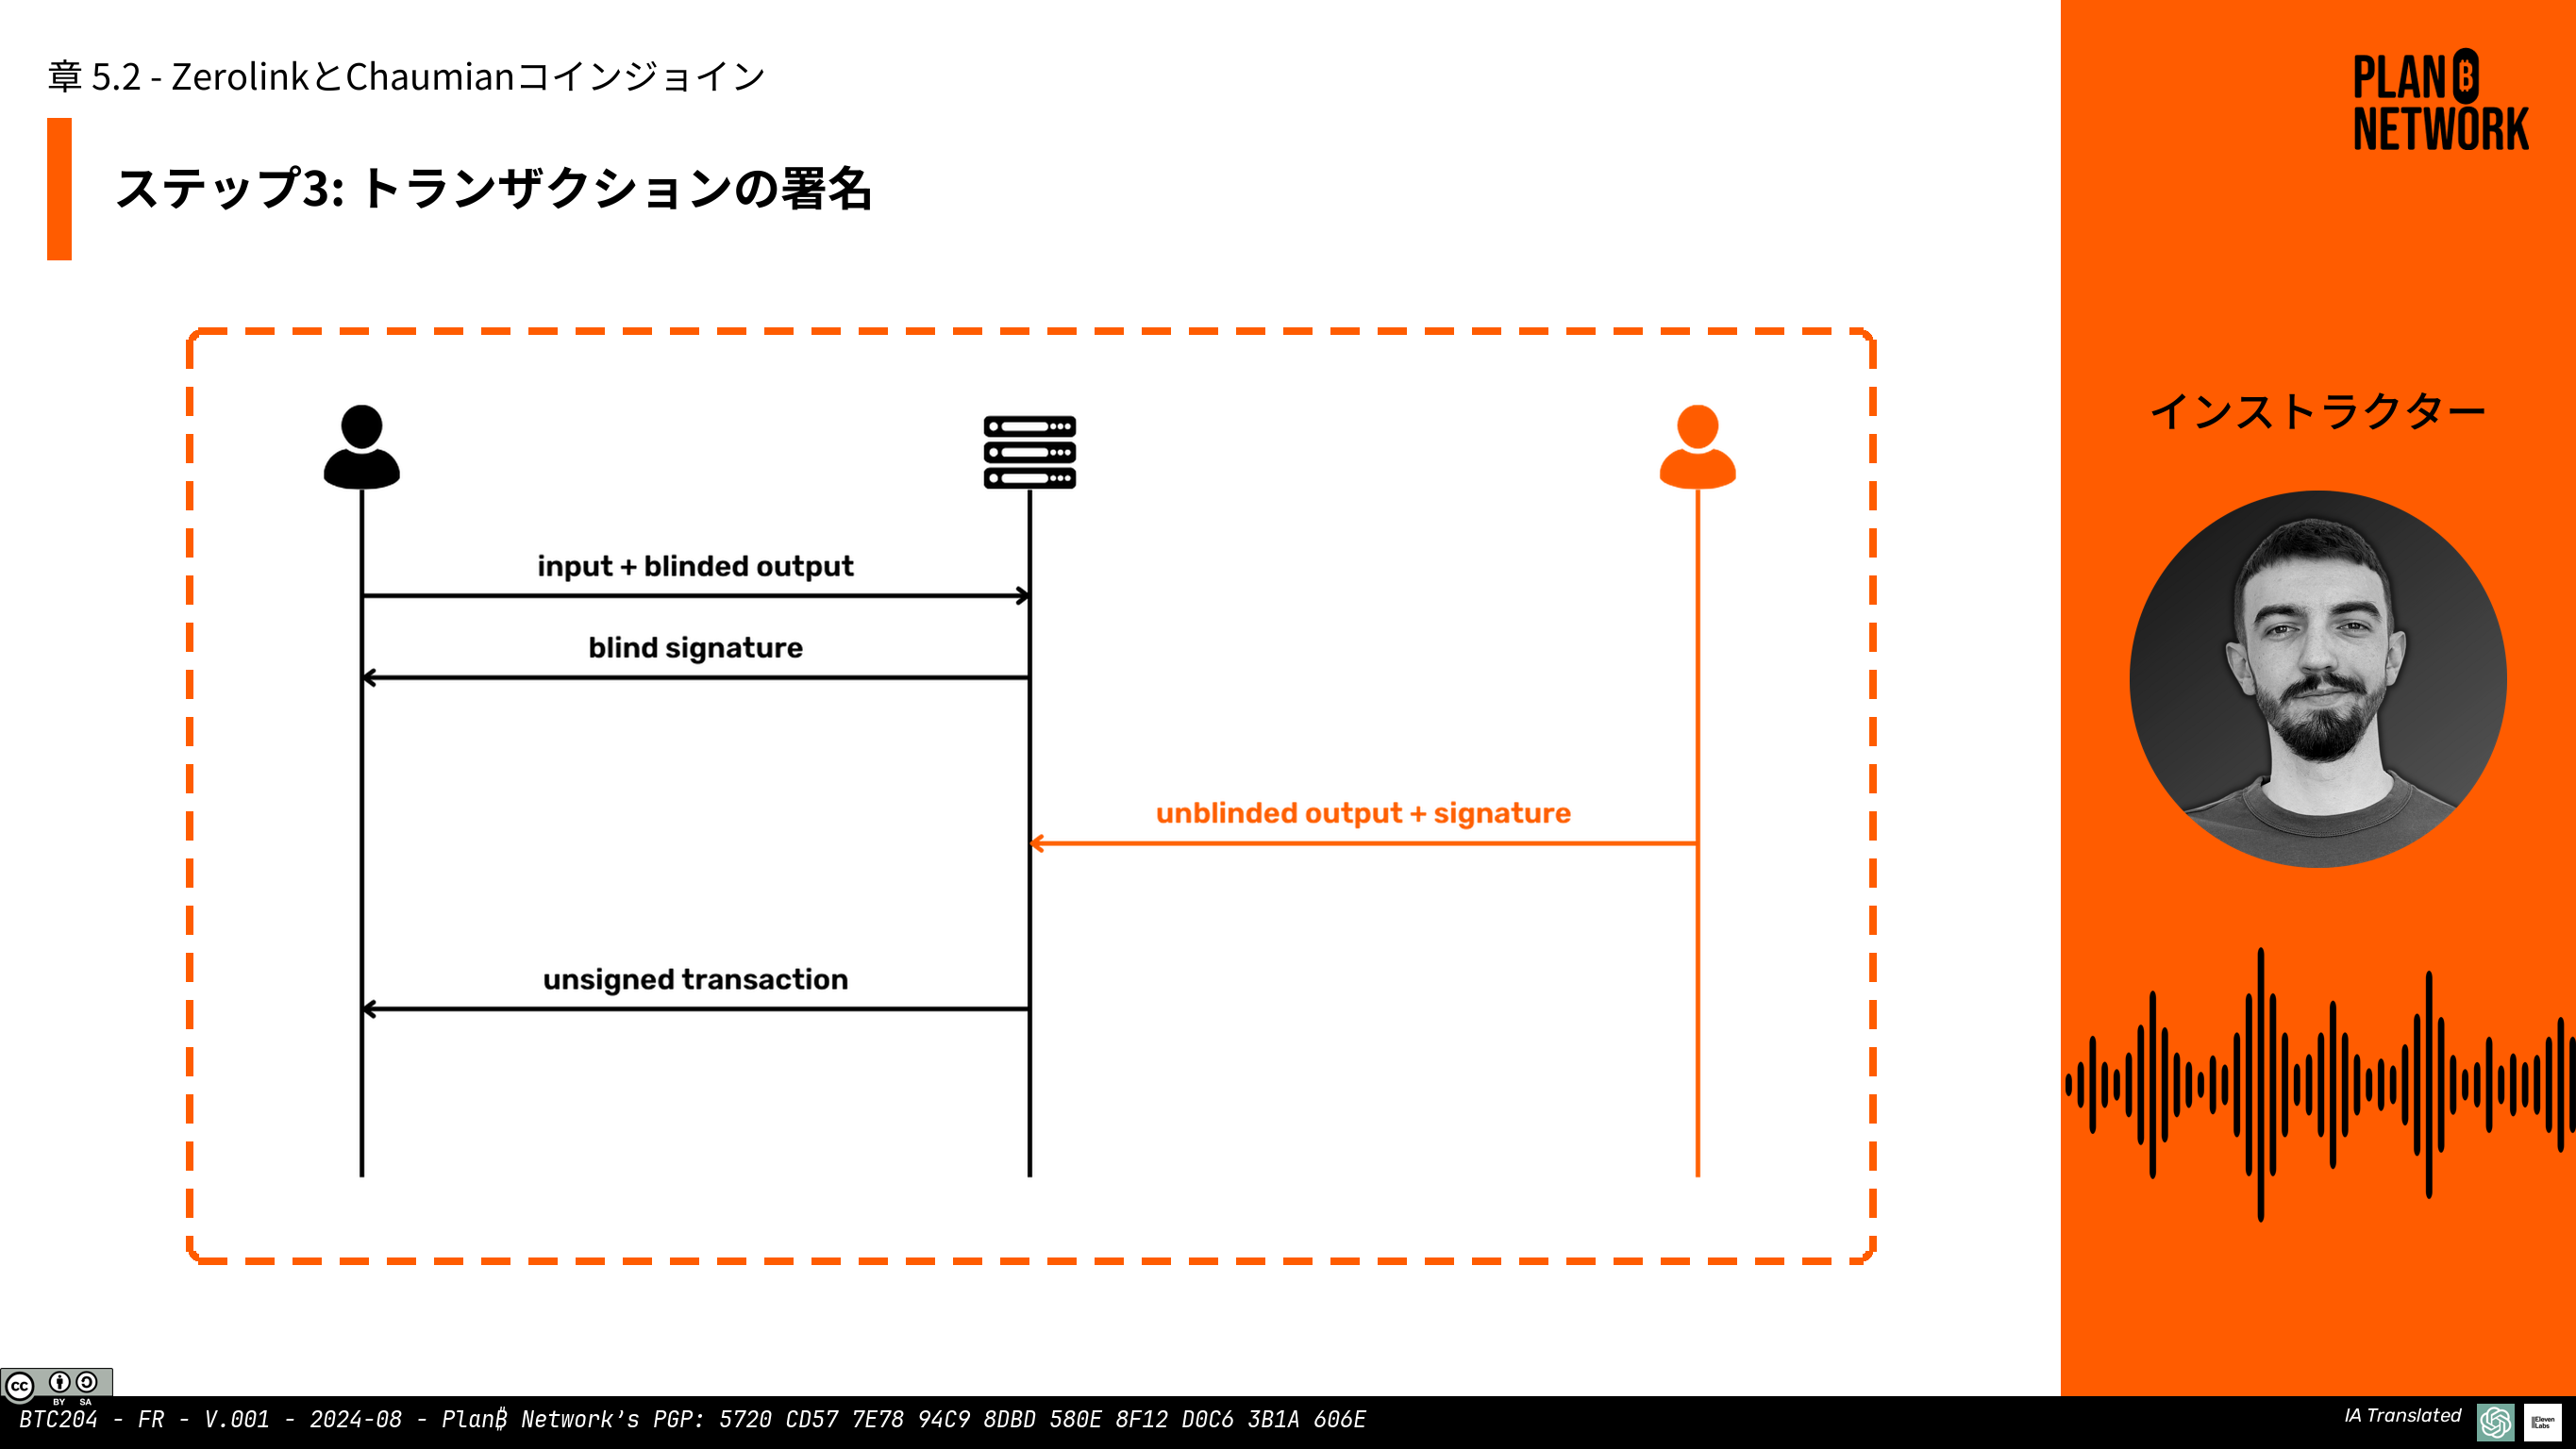 章 5.2 - ZerolinkとChaumianコインジョイン
ステップ3: トランザクションの署名
PLAN ₿
NETWORK
インストラクター
input + blinded output
blind signature
unblinded output + signature
unsigned transaction
cc BY SA
BTC204 - FR - V.001 - 2024-08 - Plan₿ Network's PGP: 5720 CD57 7E78 94C9 8DBD 580E 8F12 D0C6 3B1A 606E
IA Translated
Eleven
Labs